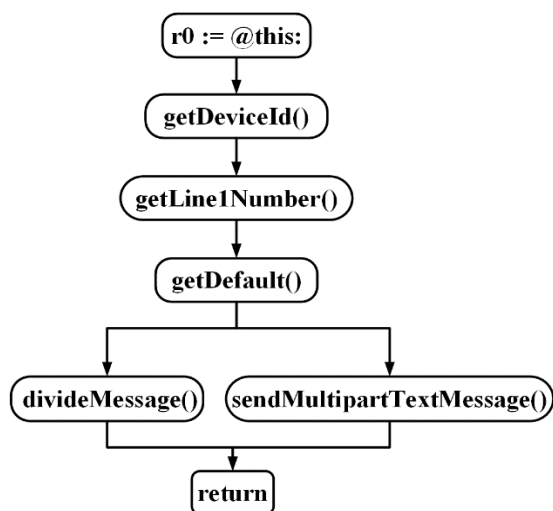 r0 := @this:
getDeviceId()
getLine1Number()
getDefault()
divideMessage()
sendMultipartTextMessage()
return